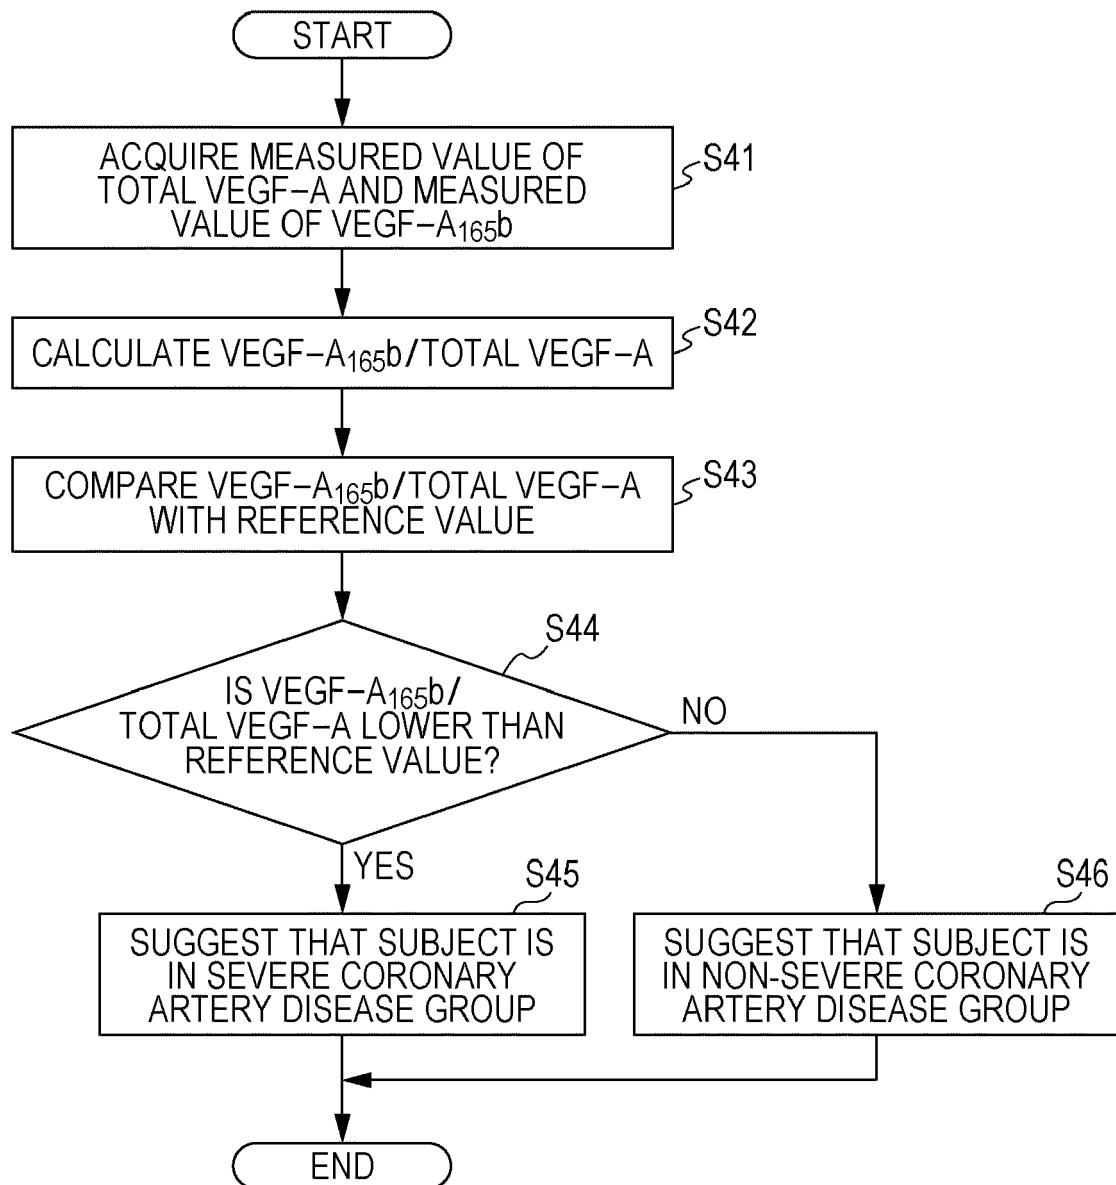 START
ACQUIRE MEASURED VALUE OF
TOTAL VEGF–A AND MEASURED
VALUE OF VEGF–A165b
S41
CALCULATE VEGF–A165b/TOTAL VEGF–A
S42
COMPARE VEGF–A165b/TOTAL VEGF–A
WITH REFERENCE VALUE
S43
S44
IS VEGF–A165b/
TOTAL VEGF–A LOWER THAN
REFERENCE VALUE?
NO
YES
S45
SUGGEST THAT SUBJECT IS
IN SEVERE CORONARY
ARTERY DISEASE GROUP
S46
SUGGEST THAT SUBJECT IS
IN NON-SEVERE CORONARY
ARTERY DISEASE GROUP
END